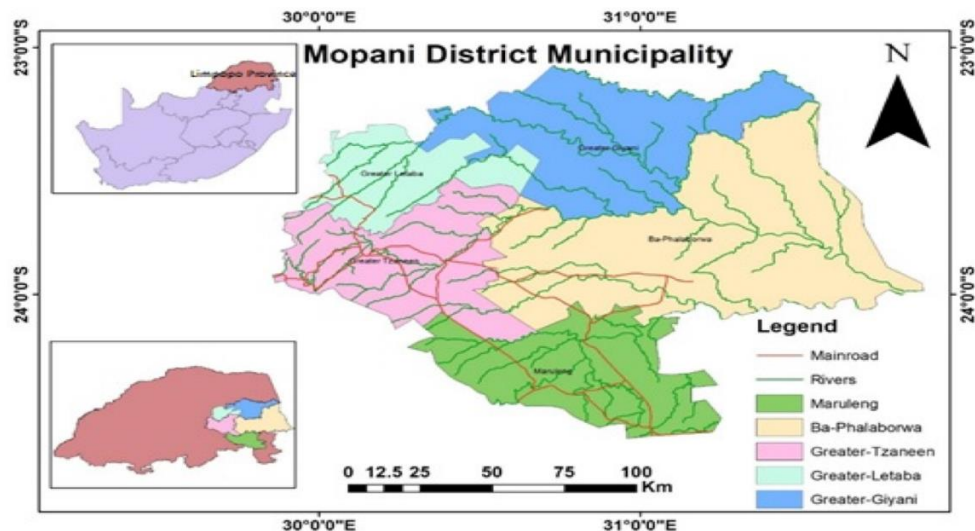 30°0'0"E 31°0'0"E
23°0'0"S 23°0'0"S
Mopani District Municipality
N
Limpopo Province
Greater-Giyani
Greater-Letaba
Ba-Phalaborwa
Greater-Tzaneen
24°0'0"S 24°0'0"S
Maruleng
Legend
Mainroad
Rivers
Maruleng
Ba-Phalaborwa
Greater-Tzaneen
Greater-Letaba
Greater-Giyani
0 12.5 25 50 75 100
Km
30°0'0"E 31°0'0"E